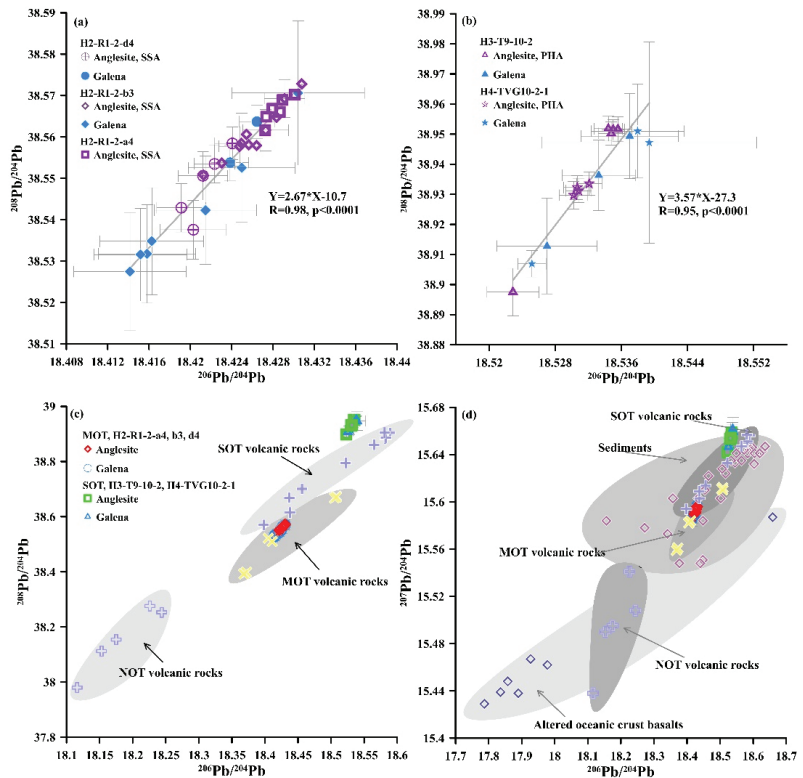 (a)
H2-R1-2-d4
Anglesite, SSA
Galena
H2-R1-2-b3
Anglesite, SSA
Galena
H2-R1-2-a4
Anglesite, SSA
Y=2.67*X-10.7
R=0.98, p<0.0001
38.59
38.58
38.57
38.56
38.55
38.54
38.53
38.52
38.51
208Pb/204Pb
18.408 18.412 18.416 18.42 18.424 18.428 18.432 18.436 18.44
206Pb/204Pb
(b)
H3-T9-10-2
Anglesite, PHA
Galena
H4-TVG10-2-1
Anglesite, PHA
Galena
Y=3.57*X-27.3
R=0.95, p<0.0001
38.99
38.98
38.97
38.96
38.95
38.94
38.93
38.92
38.91
38.9
38.89
38.88
208Pb/204Pb
18.52 18.528 18.536 18.544 18.552
206Pb/204Pb
(c)
MOT, H2-R1-2-a4, b3, d4
Anglesite
Galena
SOT, H3-T9-10-2, H4-TVG10-2-1
Anglesite
Galena
SOT volcanic rocks
MOT volcanic rocks
NOT volcanic rocks
39
38.8
38.6
38.4
38.2
38
37.8
208Pb/204Pb
18.1 18.15 18.2 18.25 18.3 18.35 18.4 18.45 18.5 18.55 18.6
206Pb/204Pb
(d)
SOT volcanic rocks
Sediments
MOT volcanic rocks
NOT volcanic rocks
Altered oceanic crust basalts
15.68
15.64
15.6
15.56
15.52
15.48
15.44
15.4
207Pb/204Pb
17.7 17.8 17.9 18 18.1 18.2 18.3 18.4 18.5 18.6 18.7
206Pb/204Pb